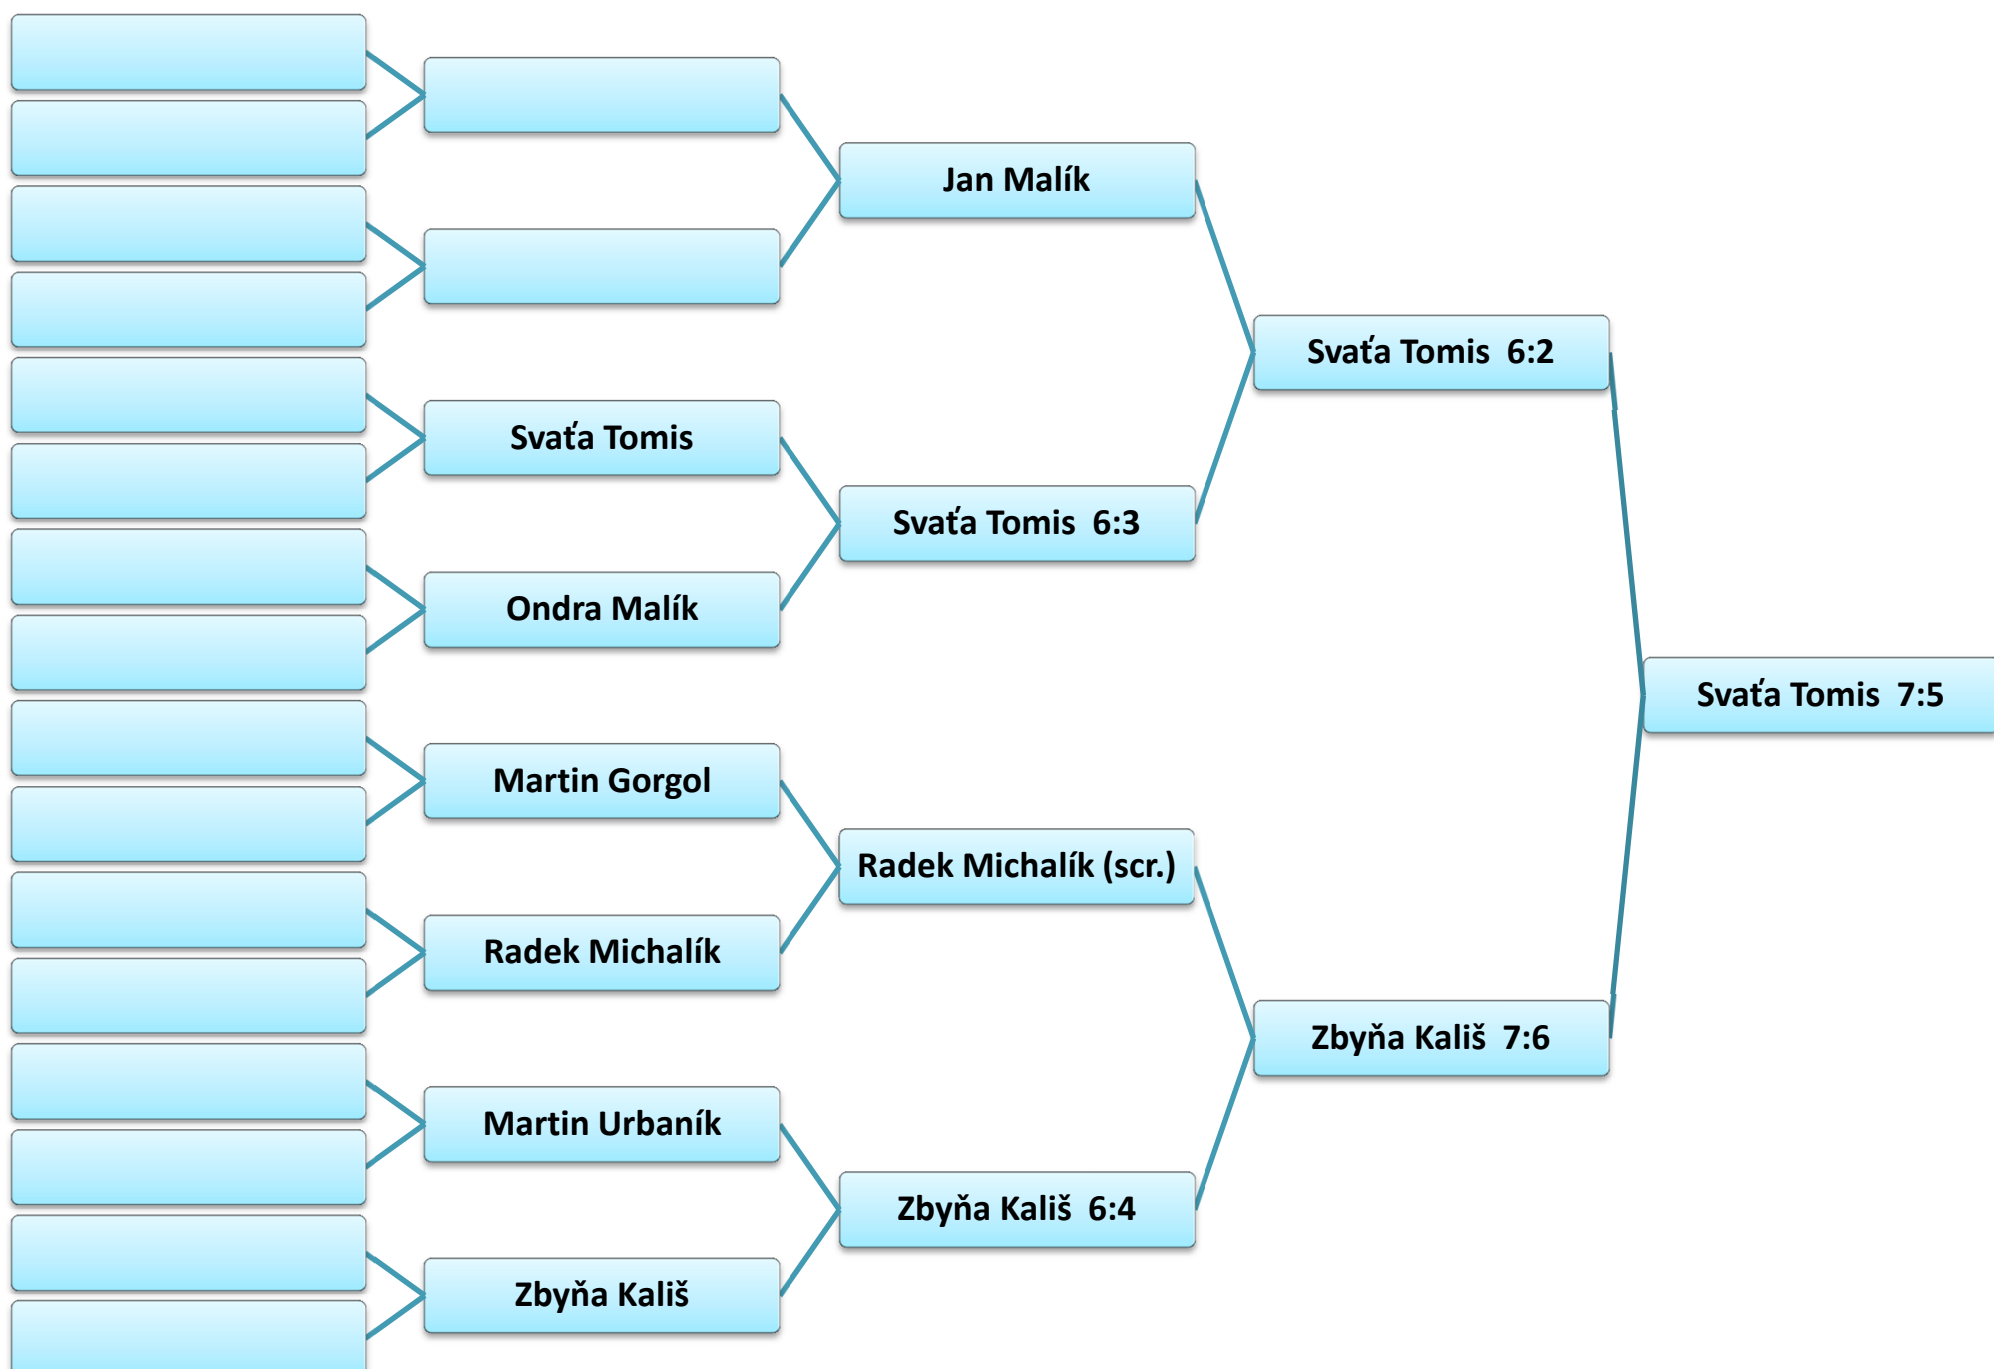 Jan Malík
Svaťa Tomis 6:2
Svaťa Tomis
Svaťa Tomis 6:3
Ondra Malík
Svaťa Tomis 7:5
Martin Gorgol
Radek Michalík (scr.)
Radek Michalík
Zbyňa Kališ 7:6
Martin Urbaník
Zbyňa Kališ 6:4
Zbyňa Kališ